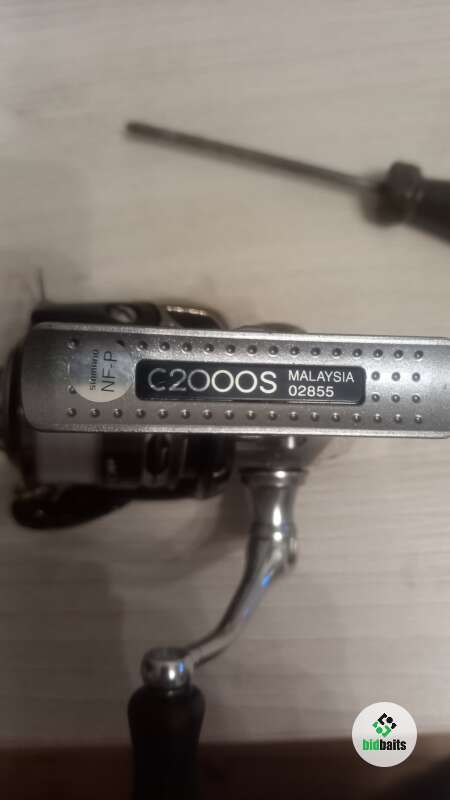 SHIMANO
NF-P
C2000S
MALAYSIA
02855
bidbaits